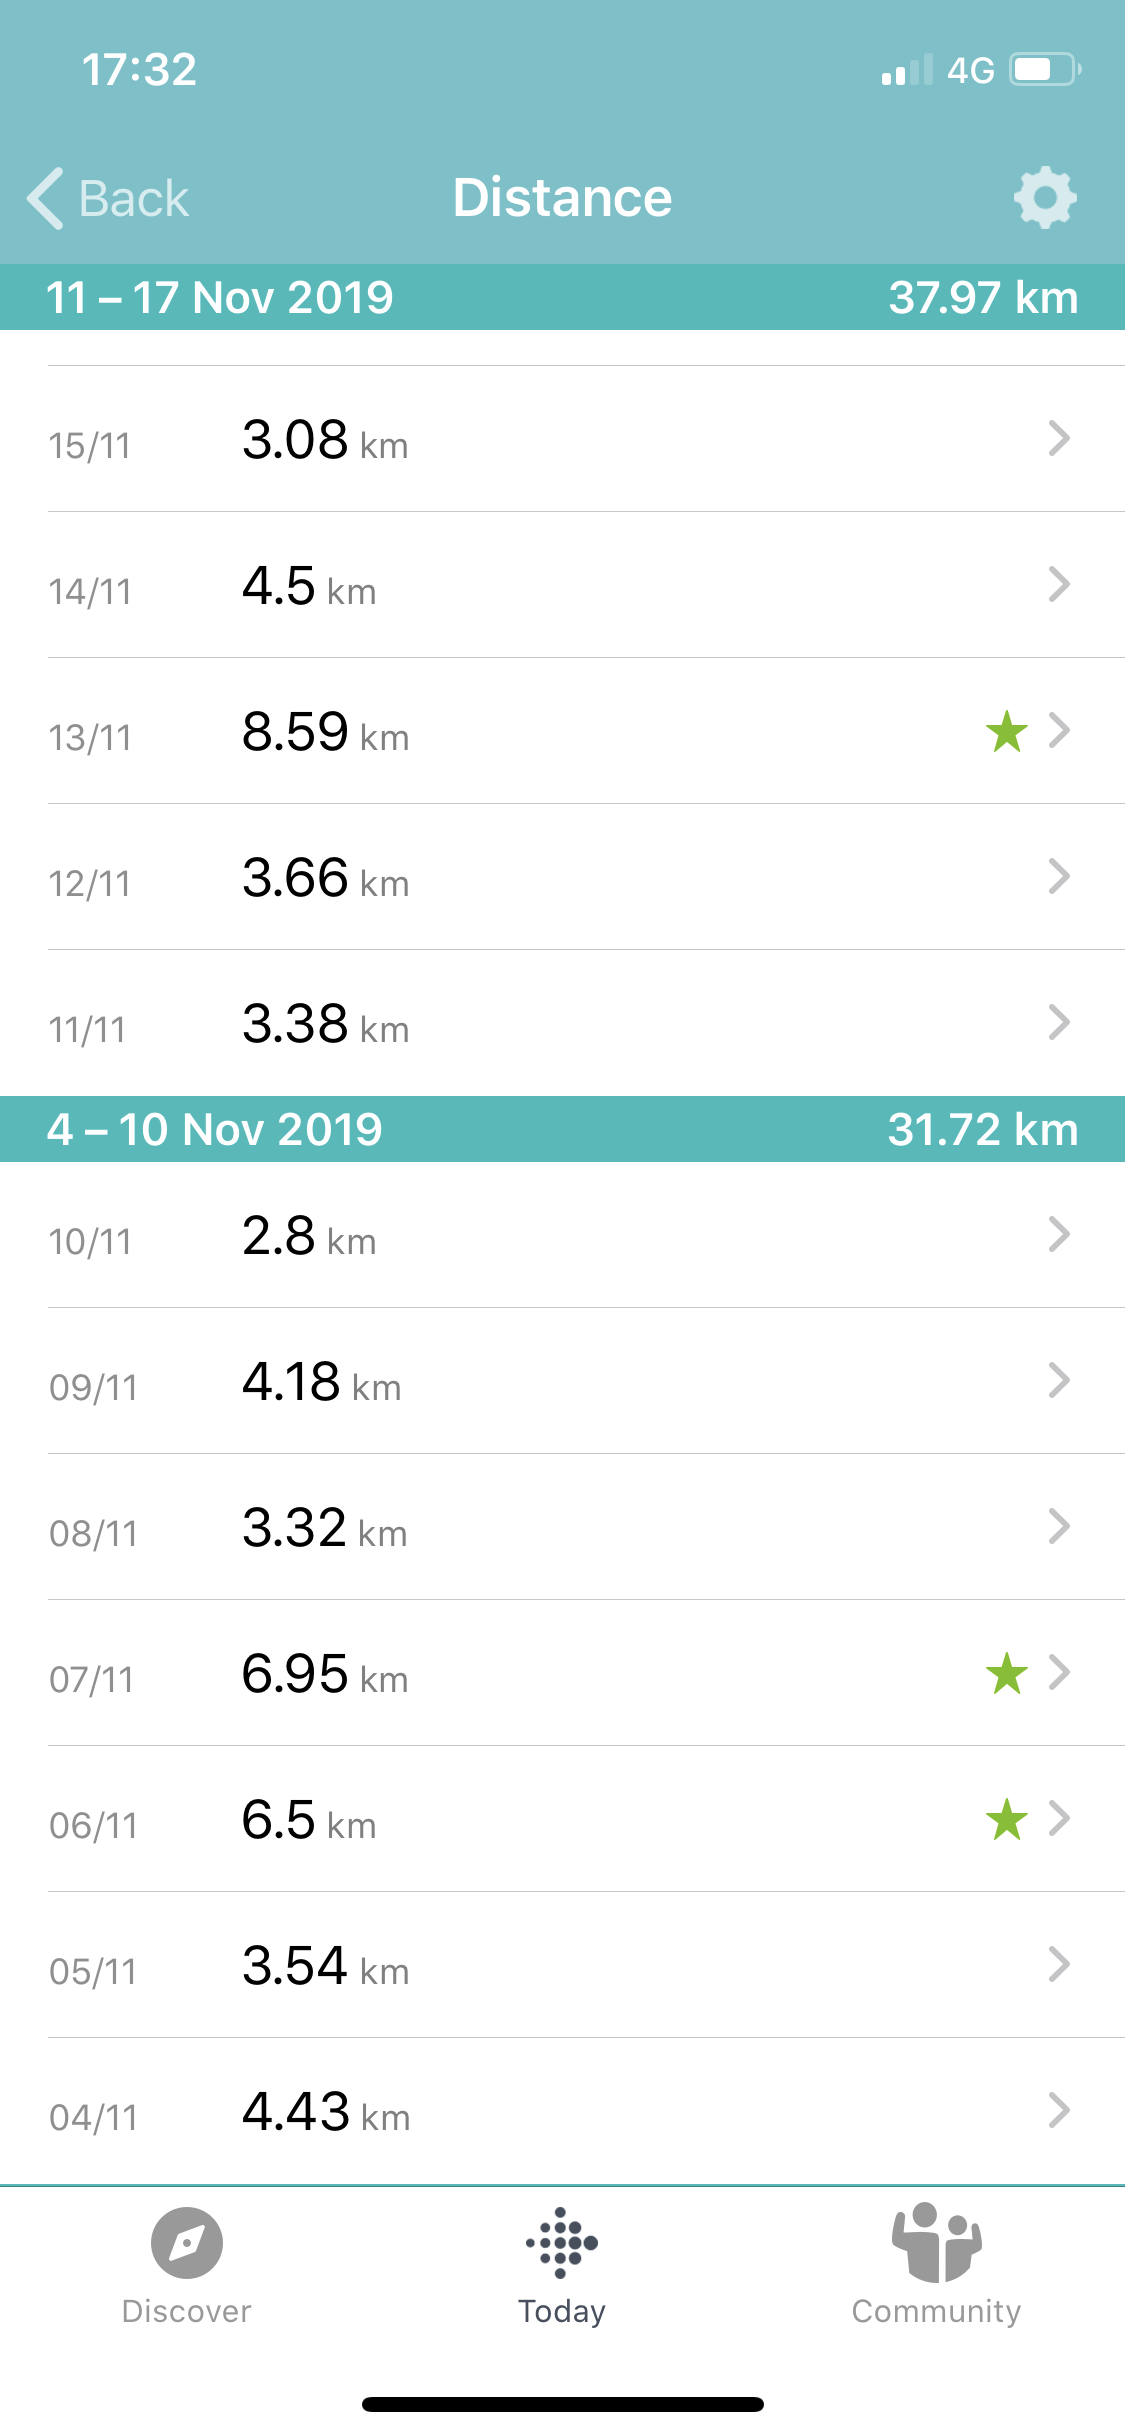 17:32 4G
Back Distance
11 – 17 Nov 2019 37.97 km
15/11 3.08 km
14/11 4.5 km
13/11 8.59 km
12/11 3.66 km
11/11 3.38 km
4 – 10 Nov 2019 31.72 km
10/11 2.8 km
09/11 4.18 km
08/11 3.32 km
07/11 6.95 km
06/11 6.5 km
05/11 3.54 km
04/11 4.43 km
Discover Today Community